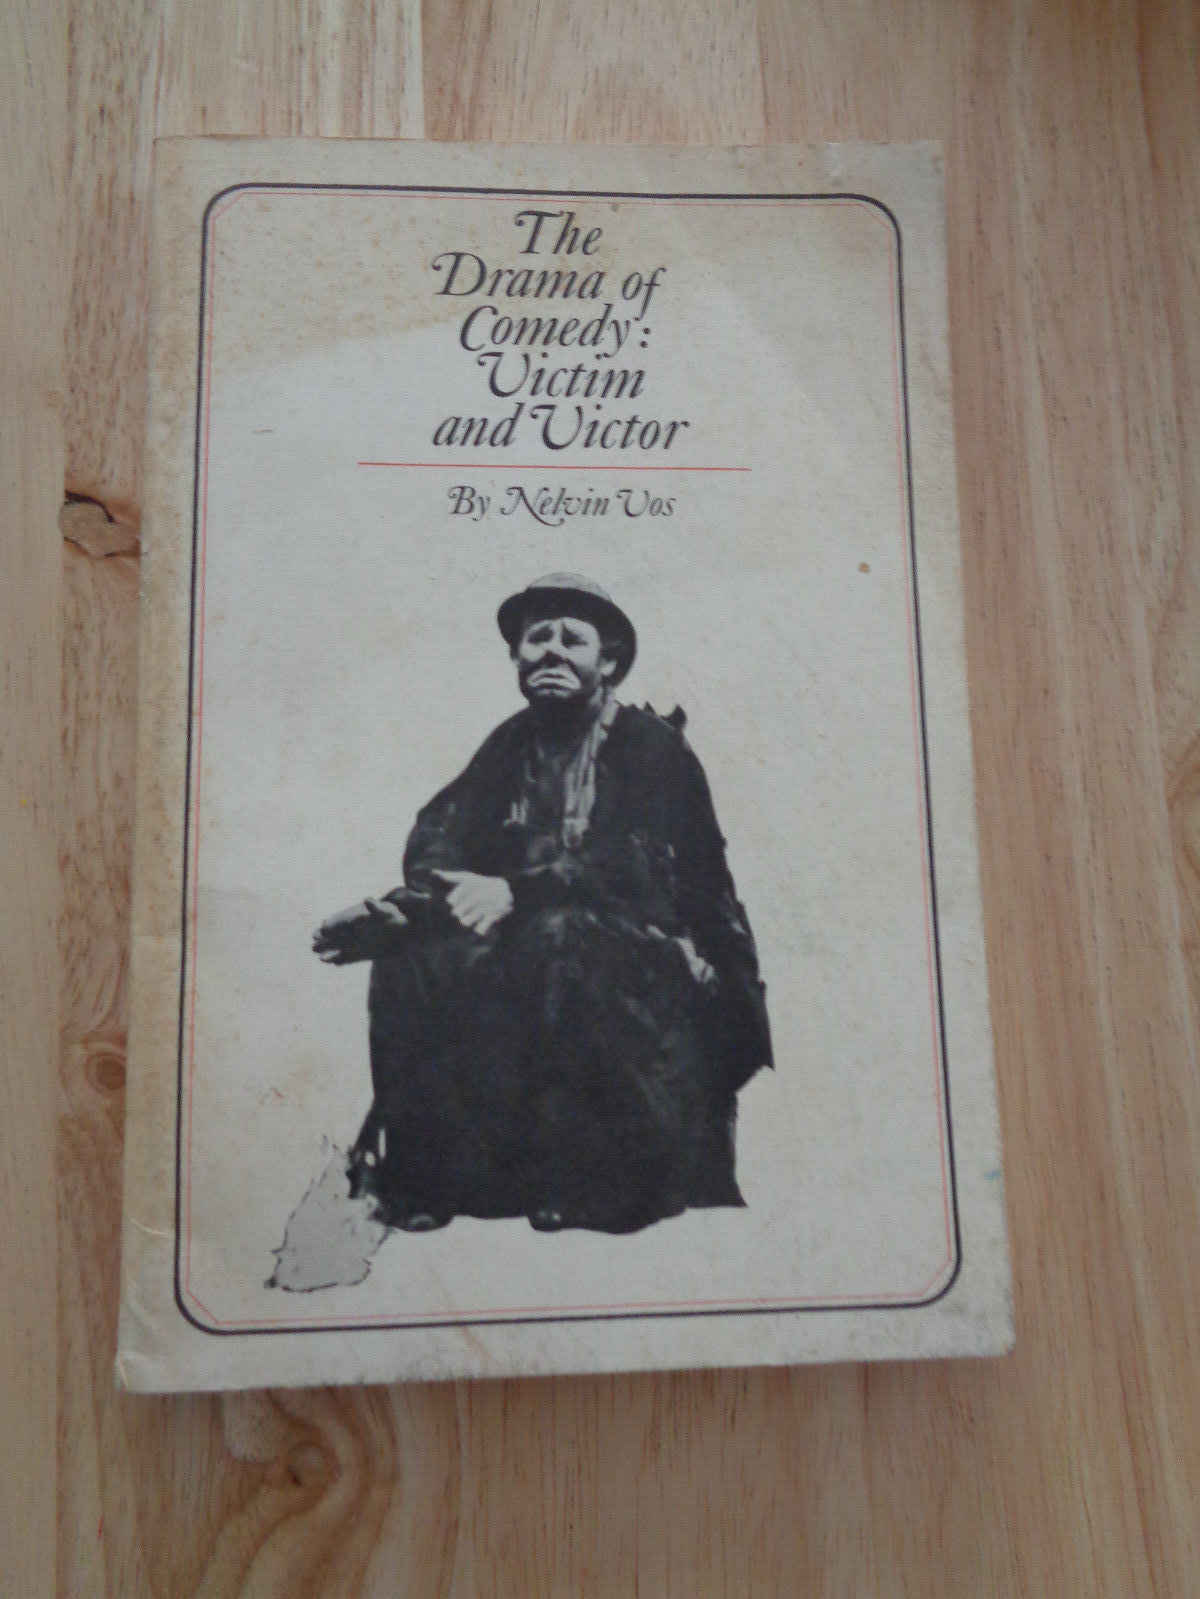 The
Drama of
Comedy:
Victim
and Victor
By Nelvin Vos